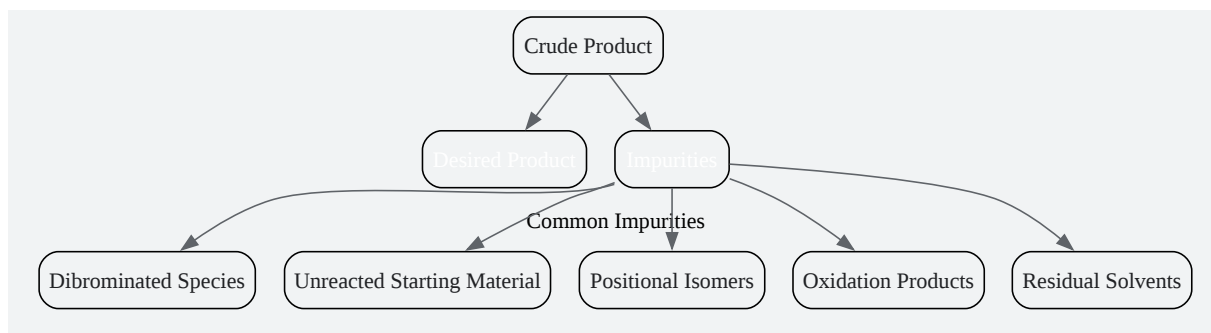 Crude Product
Desired Product
Impurities
Common Impurities
Dibrominated Species
Unreacted Starting Material
Positional Isomers
Oxidation Products
Residual Solvents